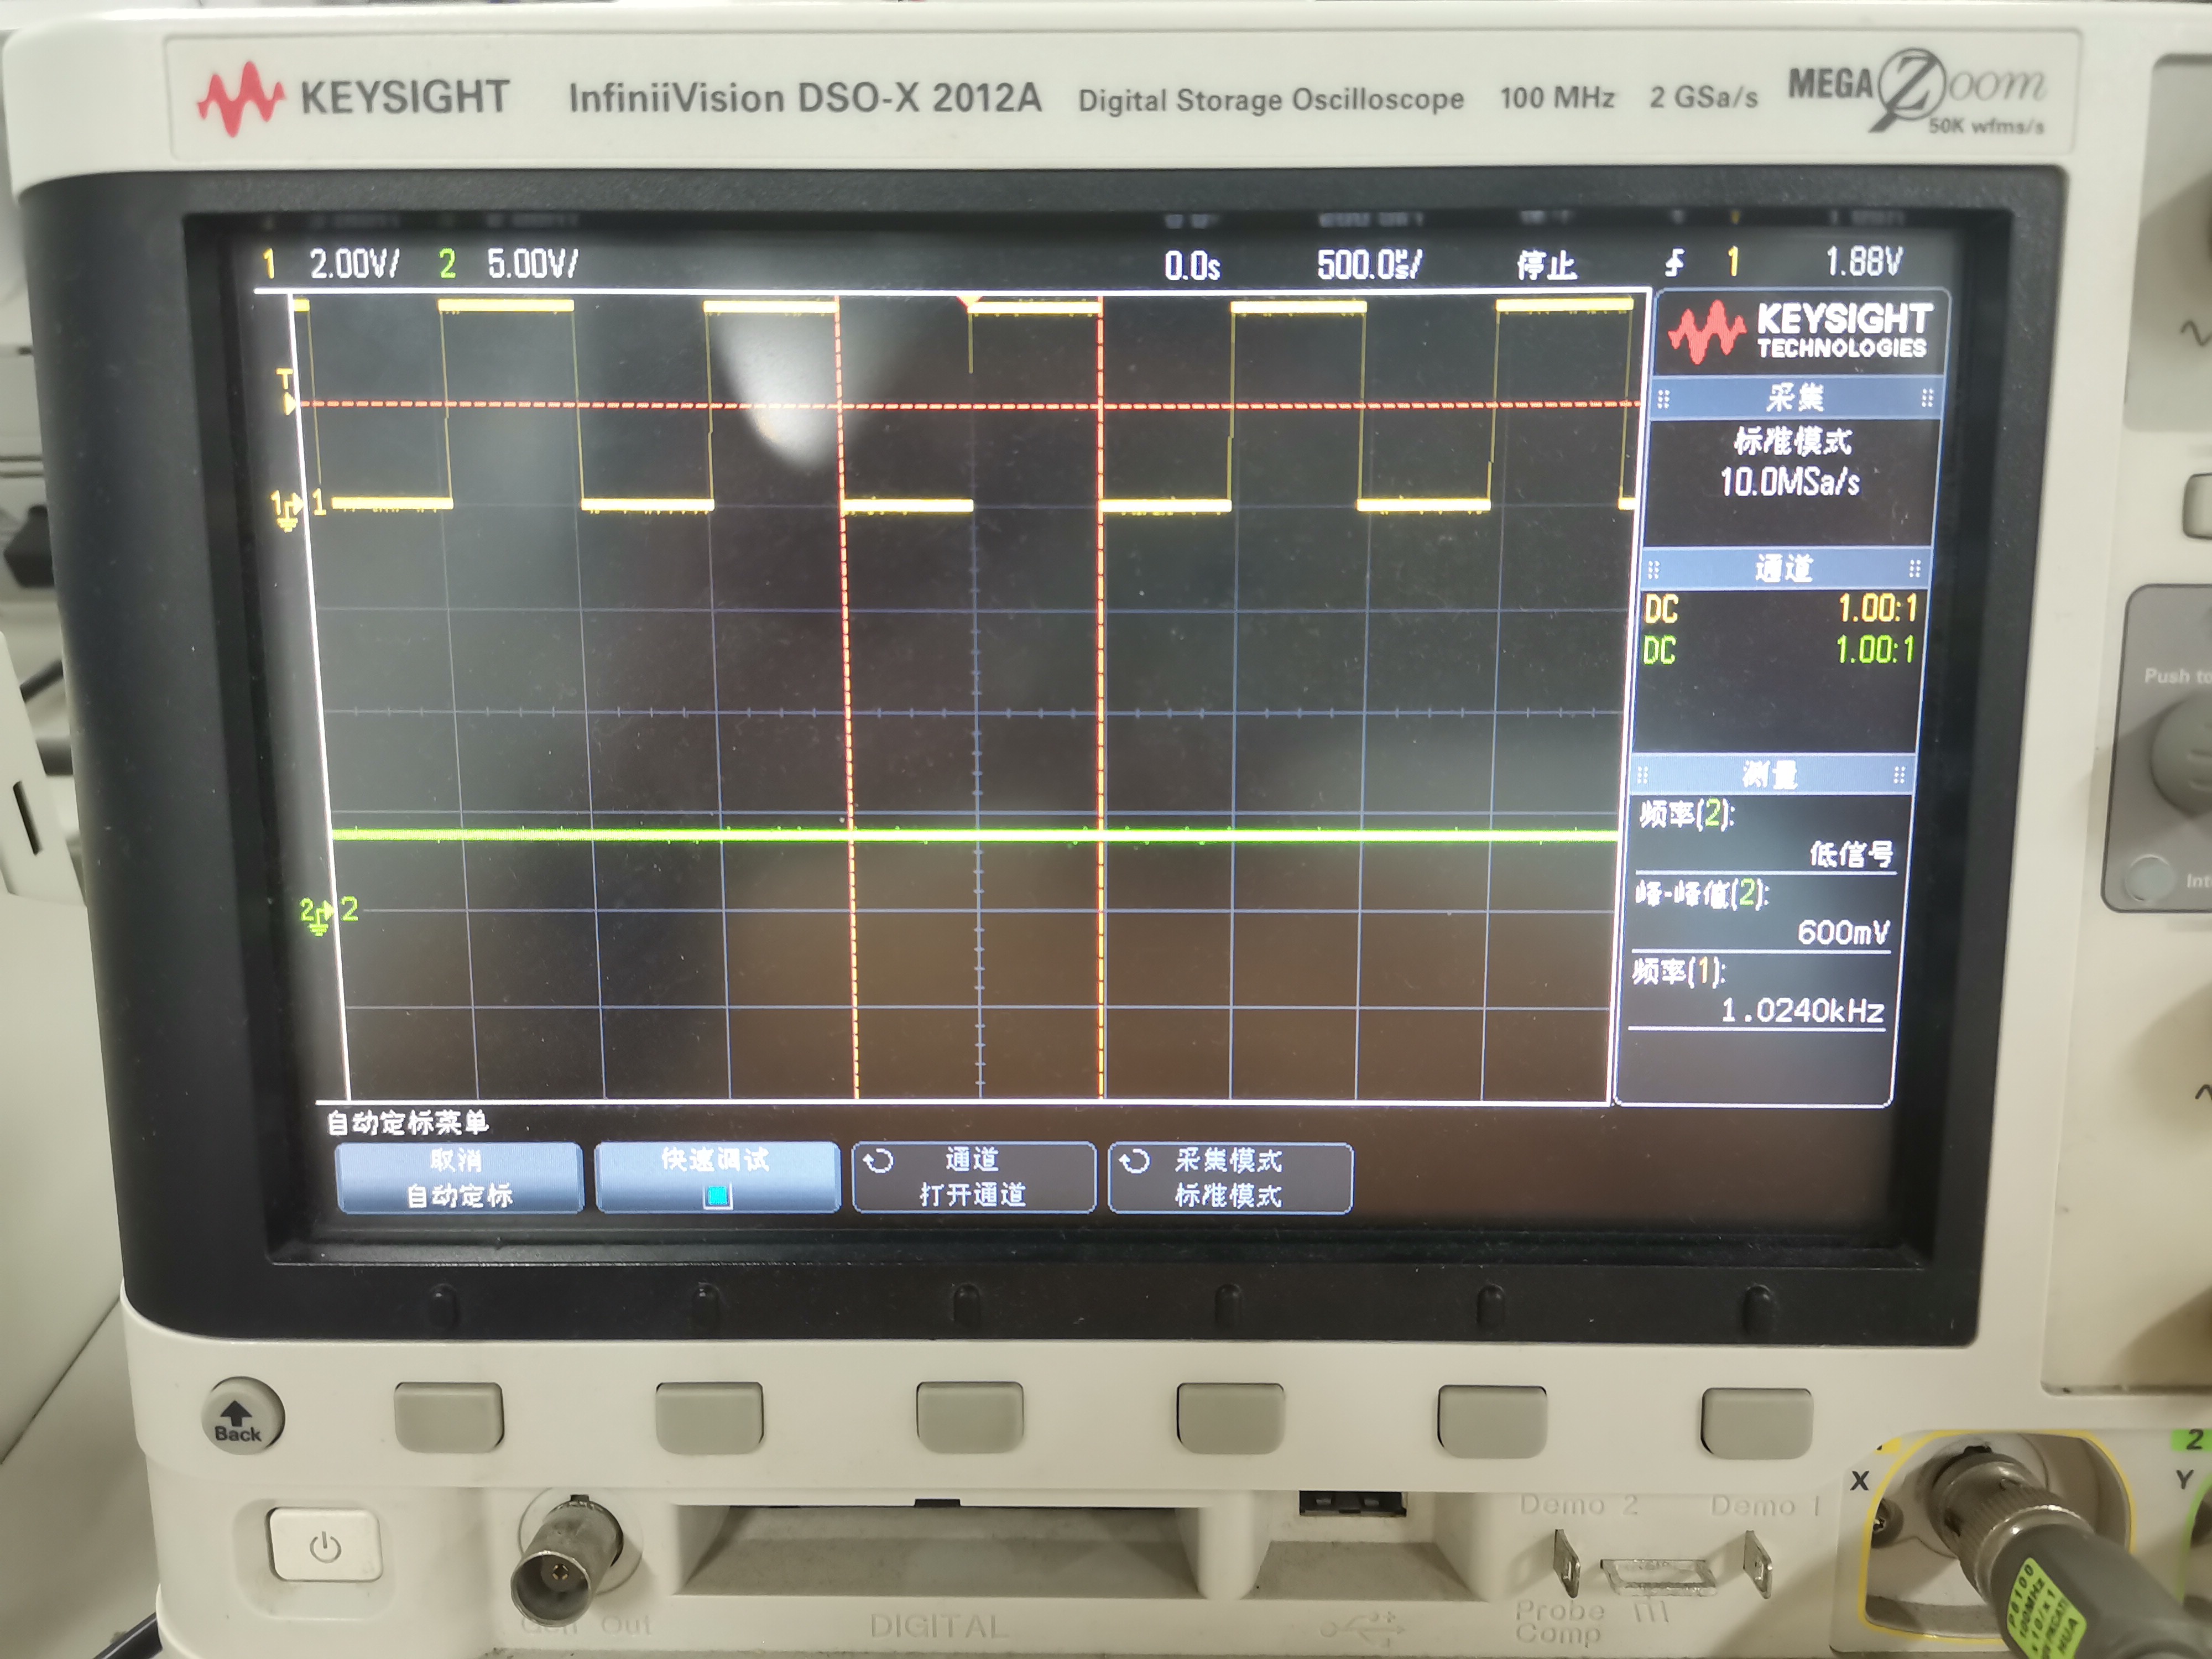 KEYSIGHT InfiniiVision DSO-X 2012A Digital Storage Oscilloscope 100 MHz 2 GSa/s MEGA Zoom
50K wfms/s
1 2.00V/ 2 5.00V/ 0.0s 500.0µs/ 停止 1 1.88V
KEYSIGHT
TECHNOLOGIES
采集
标准模式
10.0MSa/s
通道
DC 1.00:1
DC 1.00:1
测量
频率(2):
低信号
峰-峰值(2):
600mV
频率(1):
1.0240kHz
T
1 1
2 2
自动定标菜单
取消
自动定标
快速调试
通道
打开通道
采集模式
标准模式
Push to
Back
X
2
Y
Demo 2
Demo 1
Gen Out
DIGITAL
Probe
Comp
100MHz